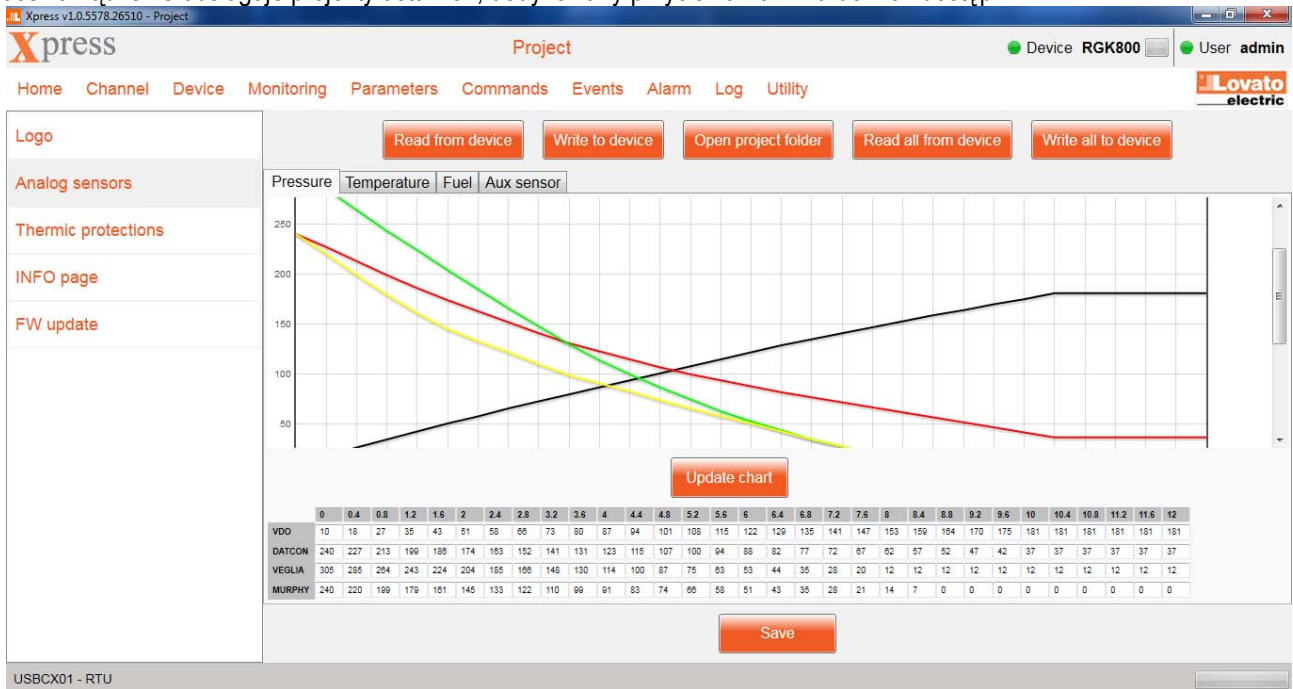 Xpress v1.0.5578.26510 - Project
Xpress
Project
Device RGK800
User admin
Home Channel Device Monitoring Parameters Commands Events Alarm Log Utility
Lovato electric
Logo
Analog sensors
Thermic protections
INFO page
FW update
Read from device Write to device Open project folder Read all from device Write all to device
Pressure Temperature Fuel Aux sensor
250
200
150
100
50
Update chart
0 0.4 0.8 1.2 1.6 2 2.4 2.8 3.2 3.6 4 4.4 4.8 5.2 5.6 6 6.4 6.8 7.2 7.6 8 8.4 8.8 9.2 9.6 10 10.4 10.8 11.2 11.6 12
VDO 10 18 27 35 43 51 58 66 73 80 87 94 101 108 115 122 129 135 141 147 153 159 164 170 175 181 181 181 181 181 181
DATCON 240 227 213 199 186 174 163 152 141 131 123 115 107 100 94 88 82 77 72 67 62 57 52 47 42 37 37 37 37 37 37
VEGLIA 305 285 264 243 224 204 185 166 148 130 114 100 87 75 63 53 44 35 28 20 12 12 12 12 12 12 12 12 12 12 12
MURPHY 240 220 199 179 161 145 133 122 110 99 91 83 74 66 58 51 43 35 28 21 14 7 0 0 0 0 0 0 0 0 0
Save
USBCX01 - RTU